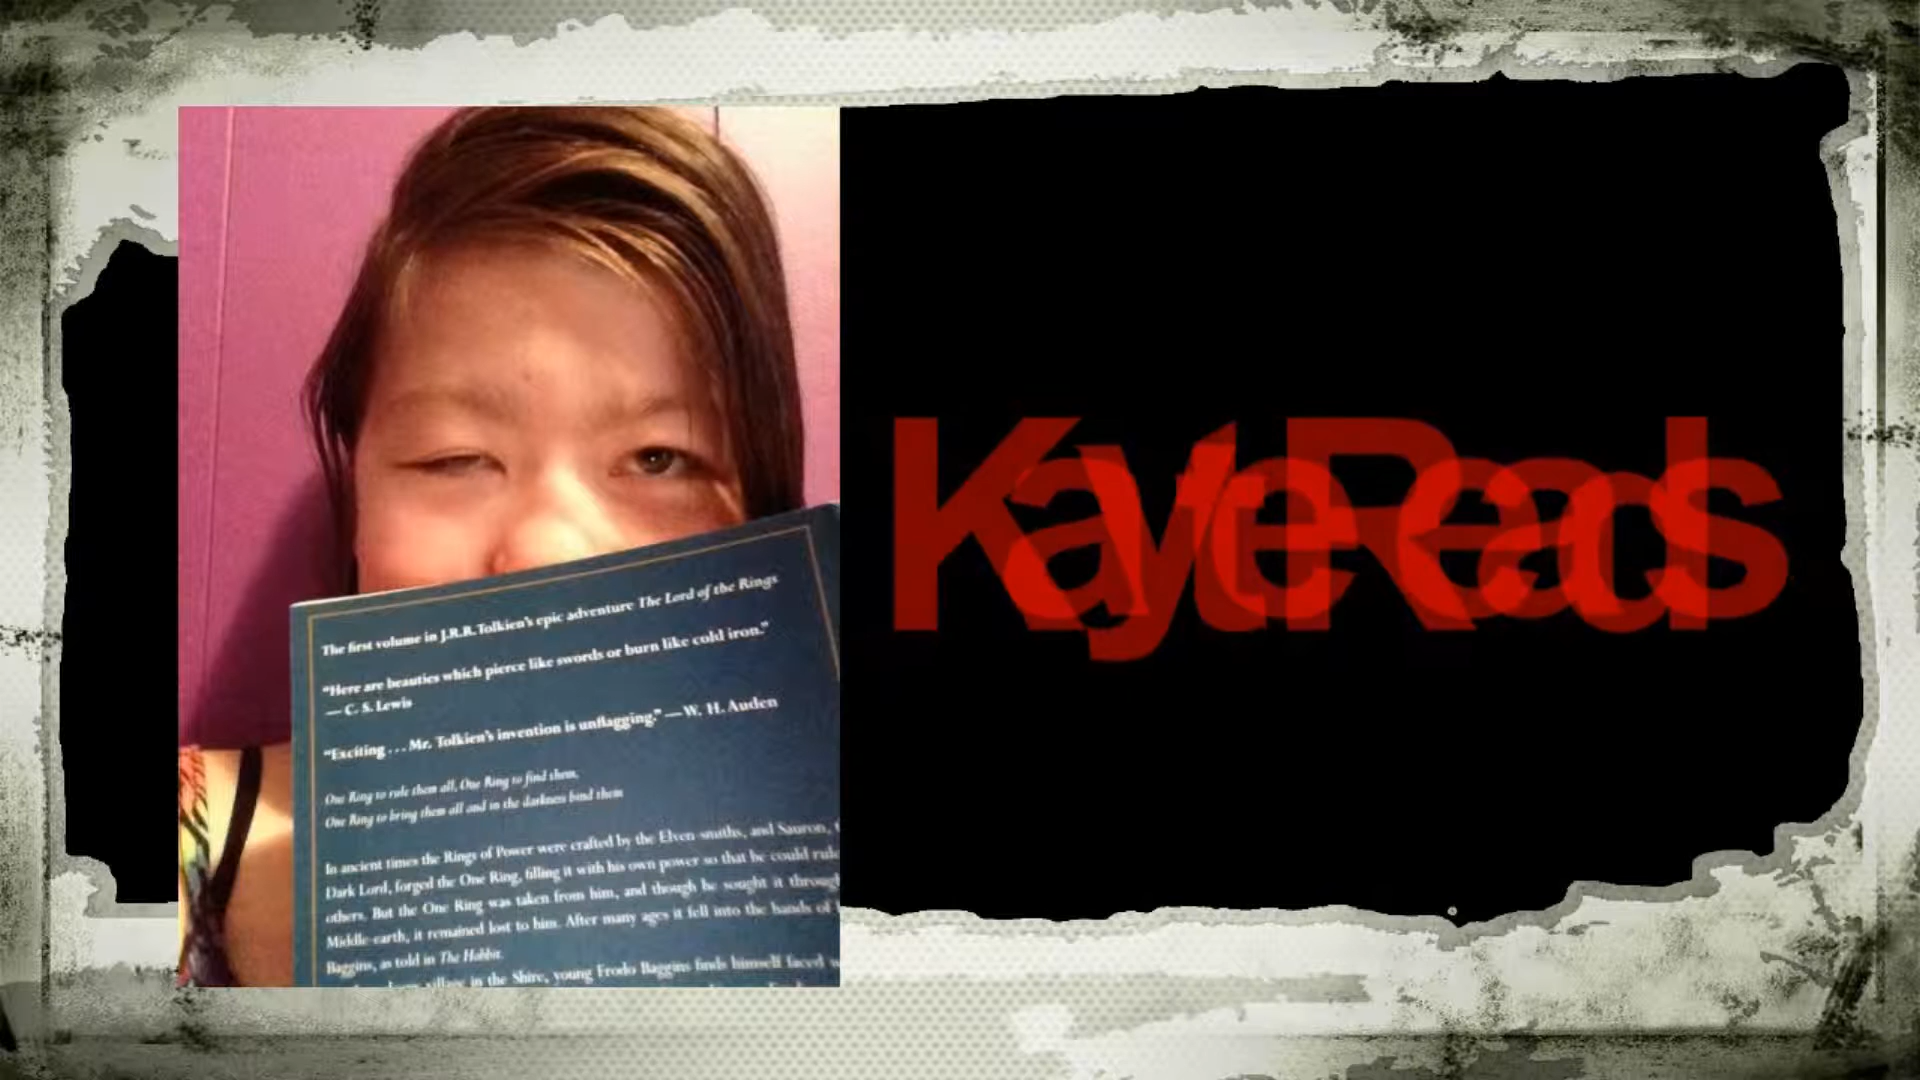 The first volume in J.R.R. Tolkien's epic adventure The Lord of the Rings
"Here are beauties which pierce like swords or burn like cold iron."
— C. S. Lewis
"Exciting . . . Mr. Tolkien's invention is unflagging." — W. H. Auden
One Ring to rule them all, One Ring to find them,
One Ring to bring them all and in the darkness bind them
In ancient times the Rings of Power were crafted by the Elven-smiths, and Sauron,
Dark Lord, forged the One Ring, filling it with his own power so that he could rule
others. But the One Ring was taken from him, and though he sought it through
Middle-earth, it remained lost to him. After many ages it fell into the hands of
Baggins, as told in The Hobbit.
village in the Shire, young Frodo Baggins finds himself faced
KayteReads